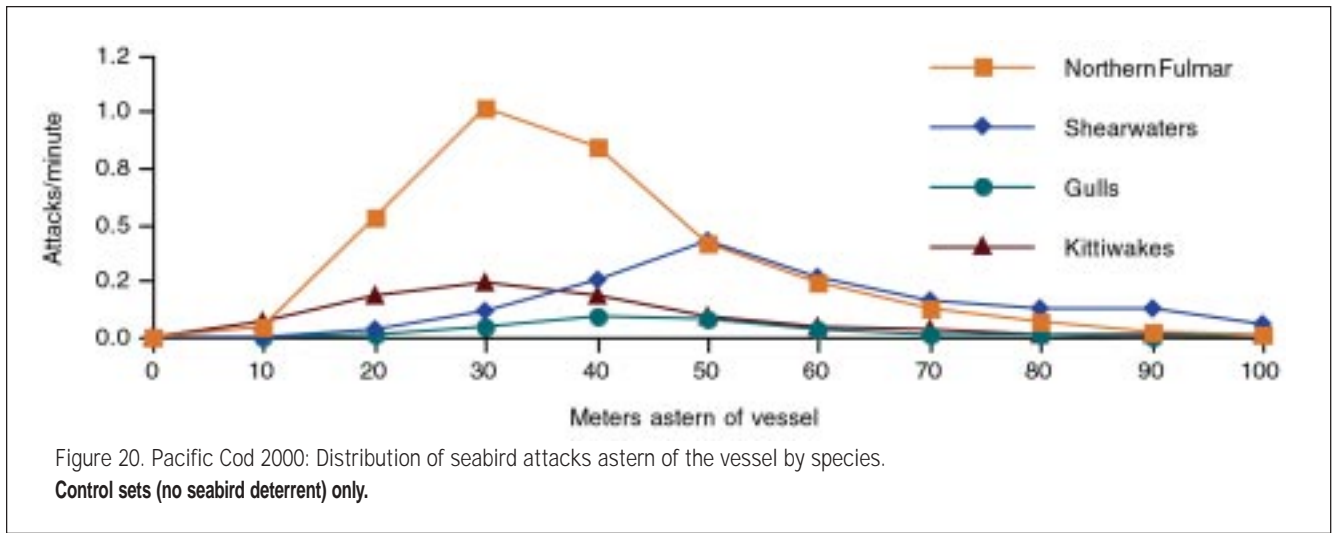 1.2
1.0
0.8
0.5
0.2
0.0
Attacks/minute
Northern Fulmar
Shearwaters
Gulls
Kittiwakes
0 10 20 30 40 50 60 70 80 90 100
Meters astern of vessel
Figure 20. Pacific Cod 2000: Distribution of seabird attacks astern of the vessel by species.
Control sets (no seabird deterrent) only.